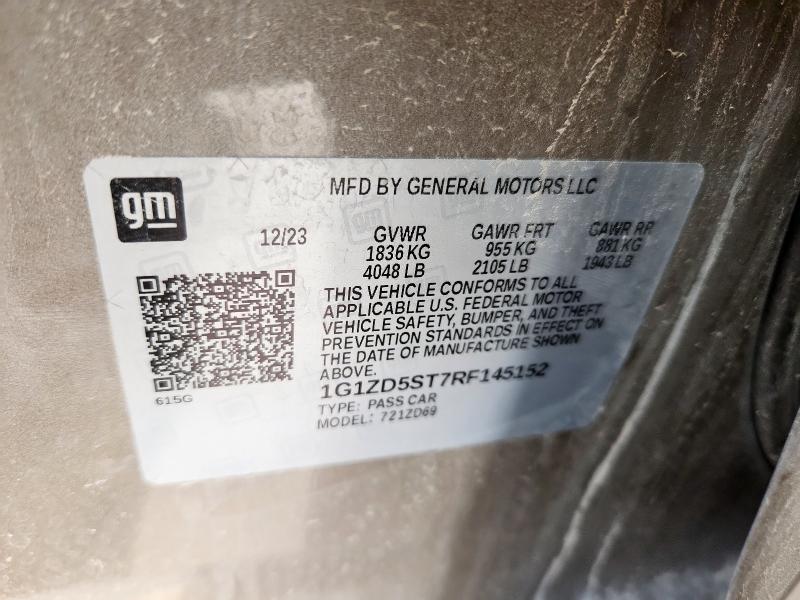 gm
MFD BY GENERAL MOTORS LLC
12/23 GVWR GAWR FRT GAWR RR
1836 KG 955 KG 881 KG
4048 LB 2105 LB 1943 LB
THIS VEHICLE CONFORMS TO ALL
APPLICABLE U.S. FEDERAL MOTOR
VEHICLE SAFETY, BUMPER, AND THEFT
PREVENTION STANDARDS IN EFFECT ON
THE DATE OF MANUFACTURE SHOWN
ABOVE.
1G1ZD5ST7RF145152
615G
TYPE: PASS CAR
MODEL: 721ZD69